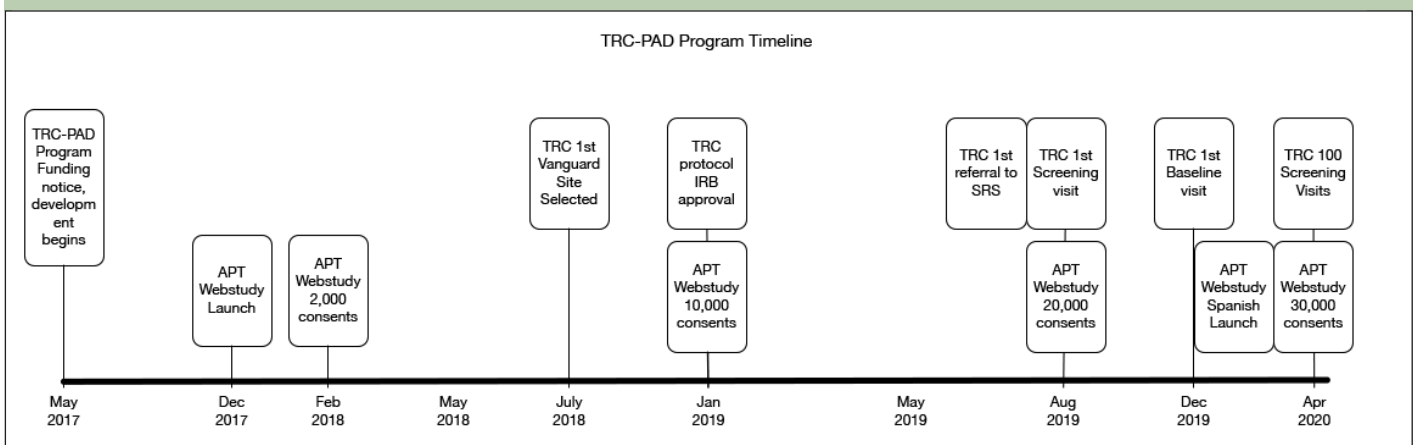 TRC-PAD Program Timeline
TRC-PAD
Program
Funding
notice,
developm
ent
begins
APT
Webstudy
Launch
APT
Webstudy
2,000
consents
TRC 1st
Vanguard
Site
Selected
TRC
protocol
IRB
approval
APT
Webstudy
10,000
consents
TRC 1st
referral to
SRS
TRC 1st
Screening
visit
APT
Webstudy
20,000
consents
TRC 1st
Baseline
visit
APT
Webstudy
Spanish
Launch
TRC 100
Screening
Visits
APT
Webstudy
30,000
consents
May
2017
Dec
2017
Feb
2018
May
2018
July
2018
Jan
2019
May
2019
Aug
2019
Dec
2019
Apr
2020